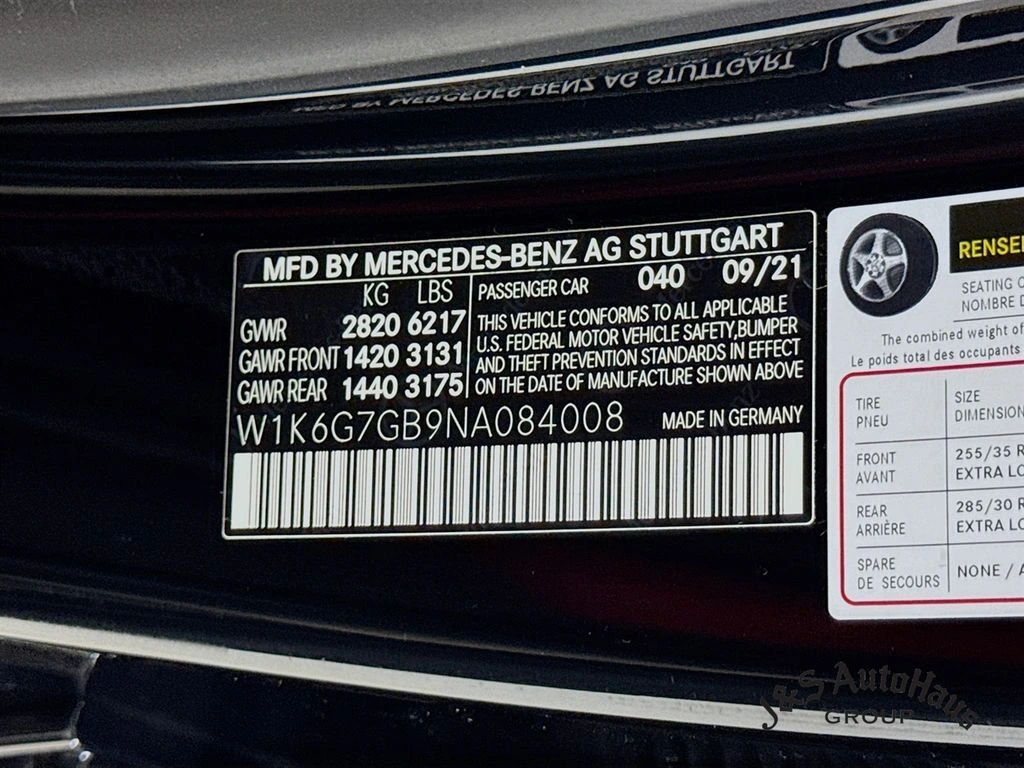 MFD BY MERCEDES-BENZ AG STUTTGART
MFD BY MERCEDES-BENZ AG STUTTGART
KG LBS
GVWR 2820 6217
GAWR FRONT 1420 3131
GAWR REAR 1440 3175
PASSENGER CAR 040 09/21
THIS VEHICLE CONFORMS TO ALL APPLICABLE
U.S. FEDERAL MOTOR VEHICLE SAFETY, BUMPER
AND THEFT PREVENTION STANDARDS IN EFFECT
ON THE DATE OF MANUFACTURE SHOWN ABOVE
W1K6G7GB9NA084008 MADE IN GERMANY
SEATING
NOMBRE
The combined weight of
Le poids total des occupants
TIRE SIZE
PNEU DIMENSION
FRONT 255/35 R
AVANT EXTRA
REAR 285/30 R
ARRIÈRE EXTRA
SPARE
DE SECOURS NONE /
J&S AutoHaus
GROUP